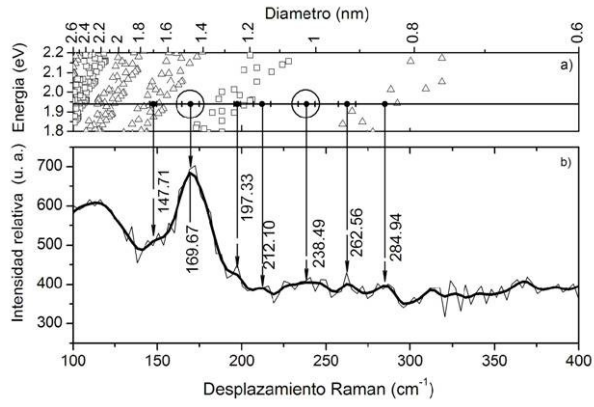 Diametro (nm)
2.6 2.4 2.2 2 1.8 1.6 1.4 1.2 1 0.8 0.6
Energia (eV)
2.2
2.1
2.0
1.9
1.8
a)
Intensidad relativa (u. a.)
700
600
500
400
300
b)
147.71
169.67
197.33
212.10
238.49
262.56
284.94
100 150 200 250 300 350 400
Desplazamiento Raman (cm⁻¹)